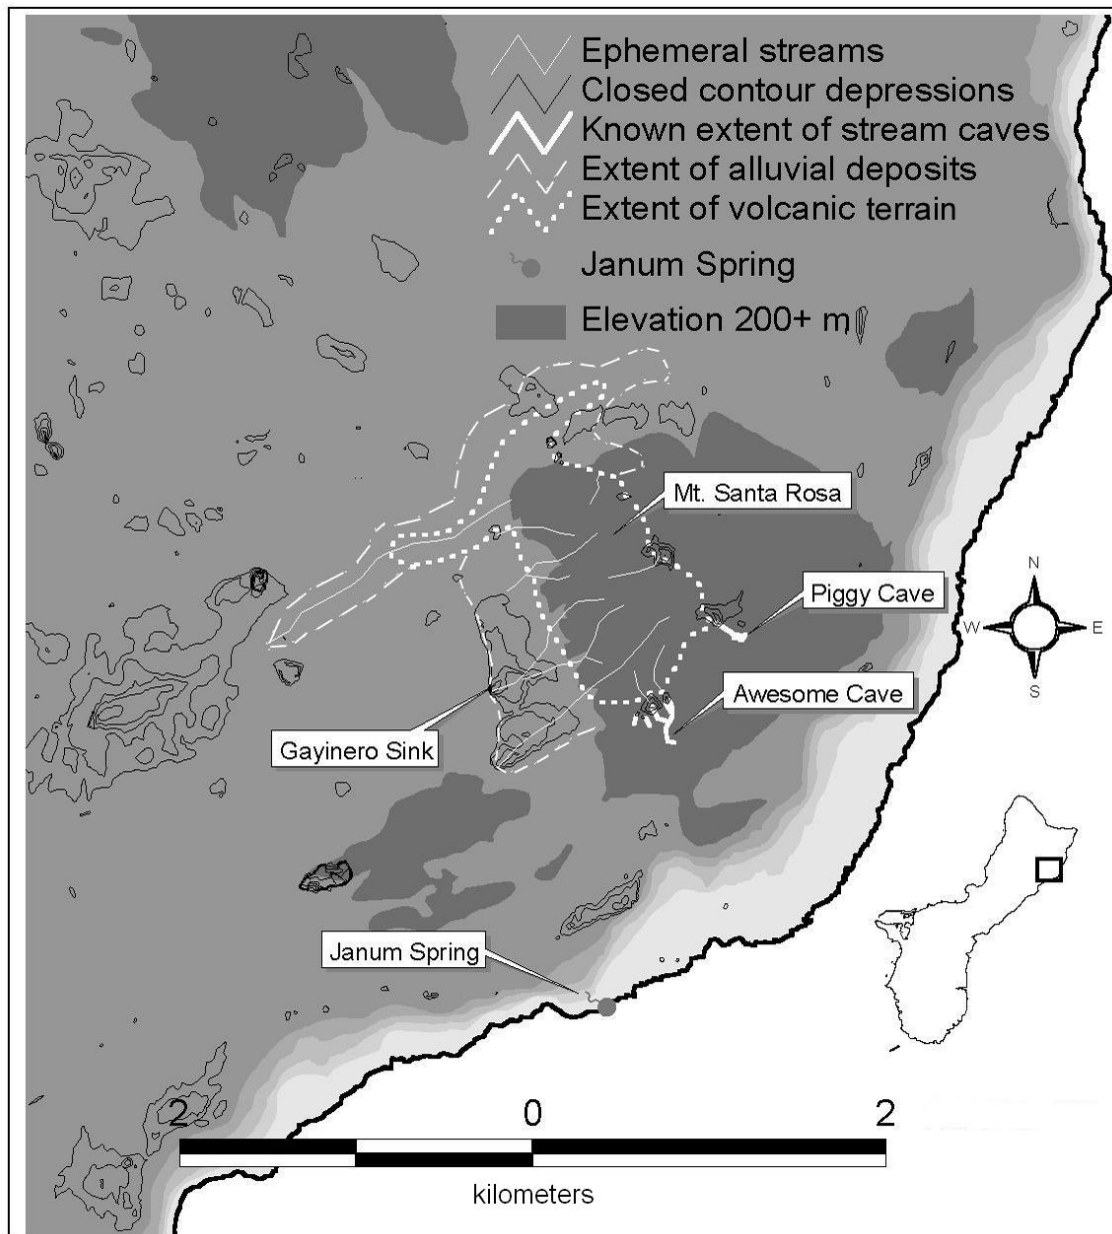 Ephemeral streams
Closed contour depressions
Known extent of stream caves
Extent of alluvial deposits
Extent of volcanic terrain
Janum Spring
Elevation 200+ m
Mt. Santa Rosa
Piggy Cave
Awesome Cave
Gayinero Sink
Janum Spring
N
W E
S
2 0 2
kilometers